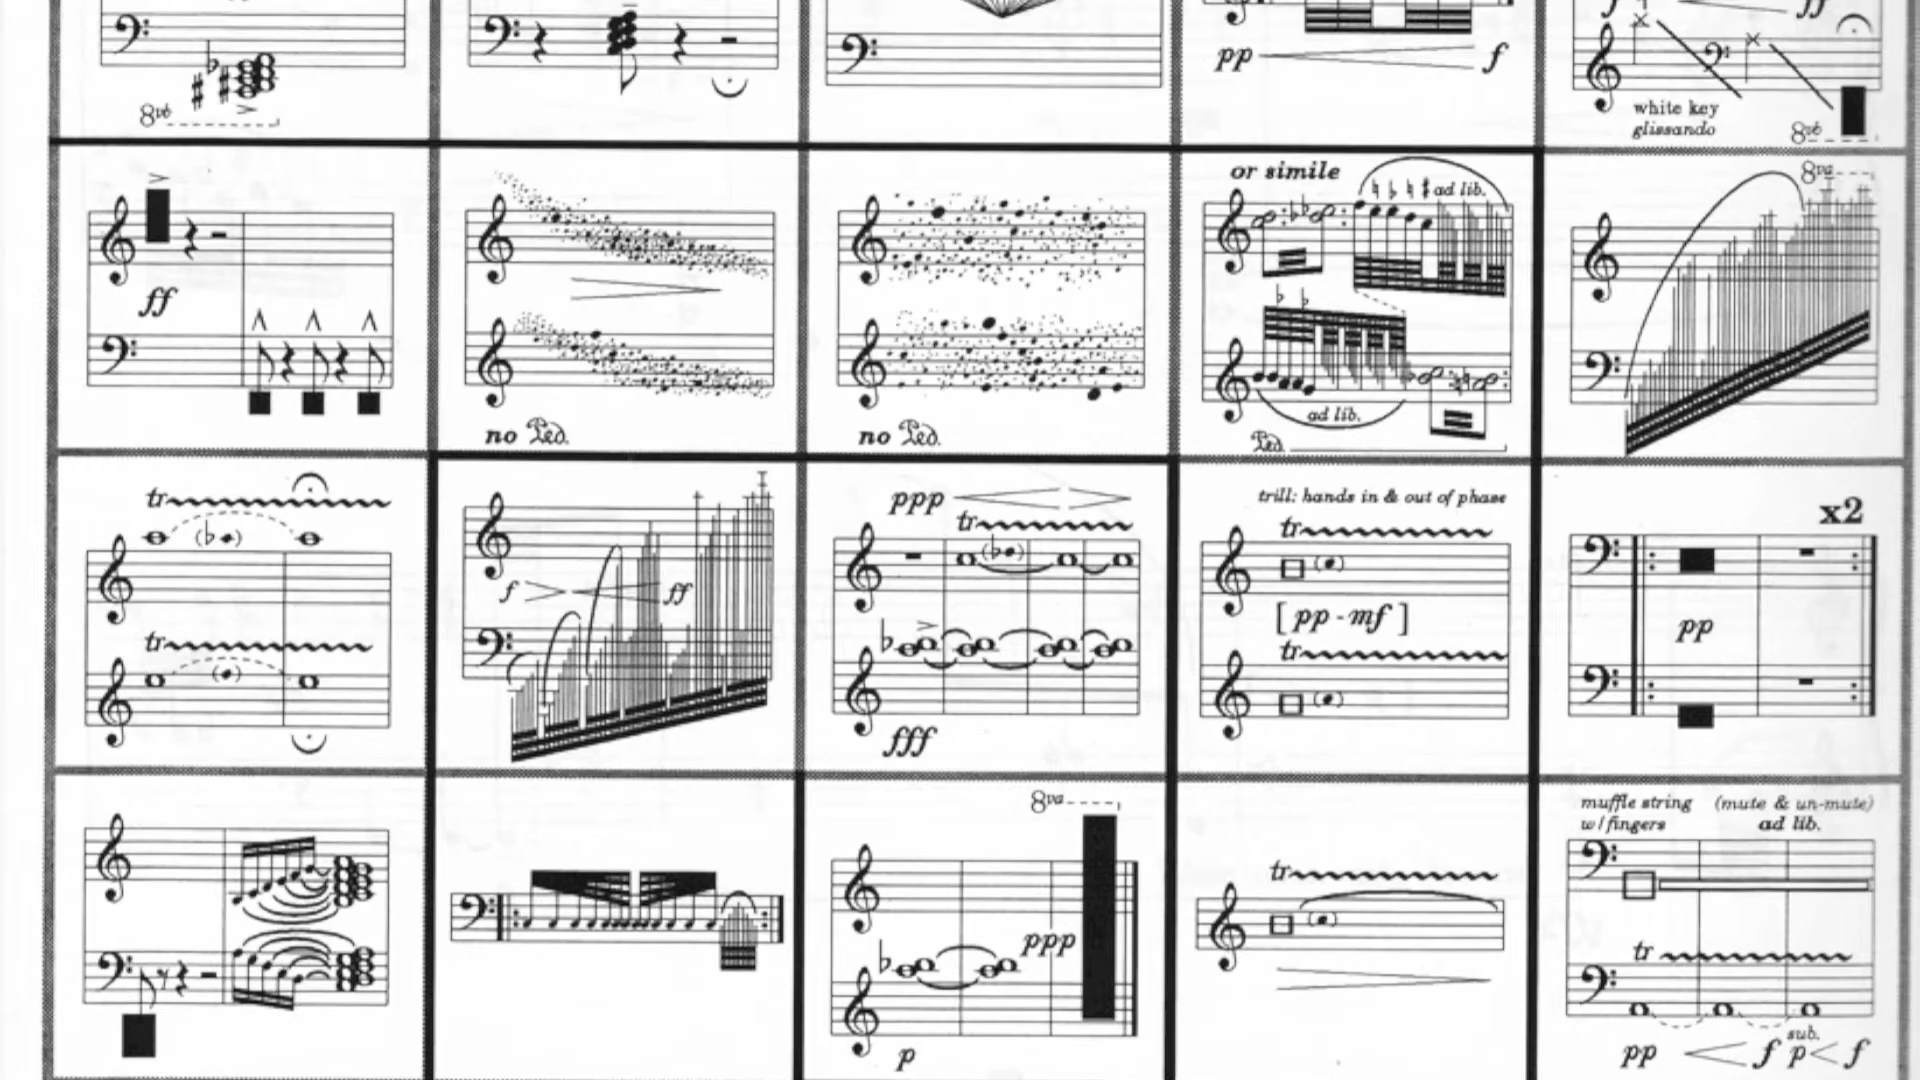 8vb
pp f
f ff
white key
glissando
8vb
ff
no Ped.
no Ped.
or simile
ad lib.
ad lib.
Ped.
8va
tr
tr
f ff
ppp
tr
fff
trill: hands in & out of phase
tr
[ pp - mf ]
tr
x2
pp
8va
ppp
p
tr
muffle string (mute & un-mute)
w/fingers ad lib.
tr
sub.
pp f p f